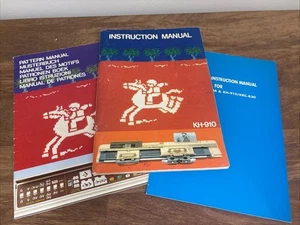 PATTERN MANUAL
MUSTERBUCH
MANUEL DES MOTIFS
PATRONEN BOEK
LIBRO ISTRUZIONI
MANUAL DE PATRONES
INSTRUCTION MANUAL
KH-910
INSTRUCTION MANUAL
FOR